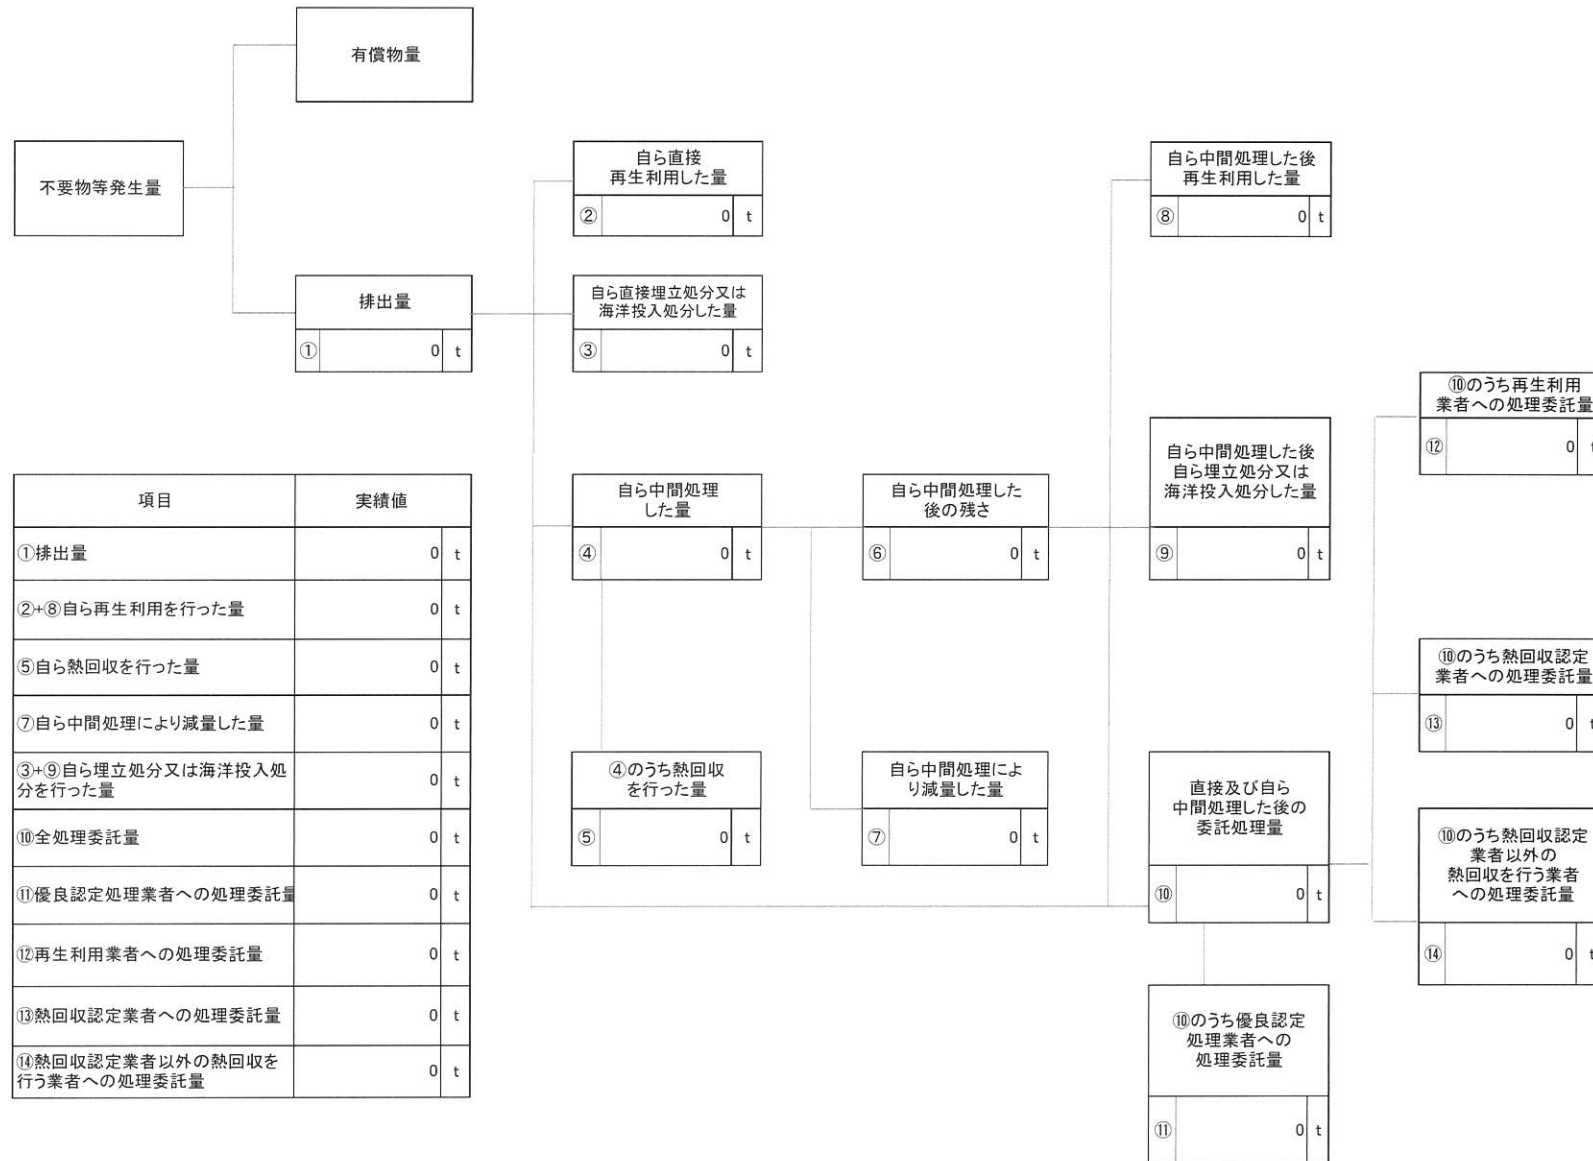 有償物量
不要物等発生量
排出量
① 0 t
自ら直接
再生利用した量
② 0 t
自ら直接埋立処分又は
海洋投入処分した量
③ 0 t
自ら中間処理
した量
④ 0 t
④のうち熱回収
を行った量
⑤ 0 t
自ら中間処理した
後の残さ
⑥ 0 t
自ら中間処理によ
り減量した量
⑦ 0 t
自ら中間処理した後
再生利用した量
⑧ 0 t
自ら中間処理した後
自ら埋立処分又は
海洋投入処分した量
⑨ 0 t
直接及び自ら
中間処理した後の
委託処理量
⑩ 0 t
⑩のうち優良認定
処理業者への
処理委託量
⑪ 0 t
⑩のうち再生利用
業者への処理委託量
⑫ 0 t
⑩のうち熱回収認定
業者への処理委託量
⑬ 0 t
⑩のうち熱回収認定
業者以外の
熱回収を行う業者
への処理委託量
⑭ 0 t
項目 実績値
①排出量 0 t
②+⑧自ら再生利用を行った量 0 t
⑤自ら熱回収を行った量 0 t
⑦自ら中間処理により減量した量 0 t
③+⑨自ら埋立処分又は海洋投入処
分を行った量 0 t
⑩全処理委託量 0 t
⑪優良認定処理業者への処理委託量 0 t
⑫再生利用業者への処理委託量 0 t
⑬熱回収認定業者への処理委託量 0 t
⑭熱回収認定業者以外の熱回収を
行う業者への処理委託量 0 t